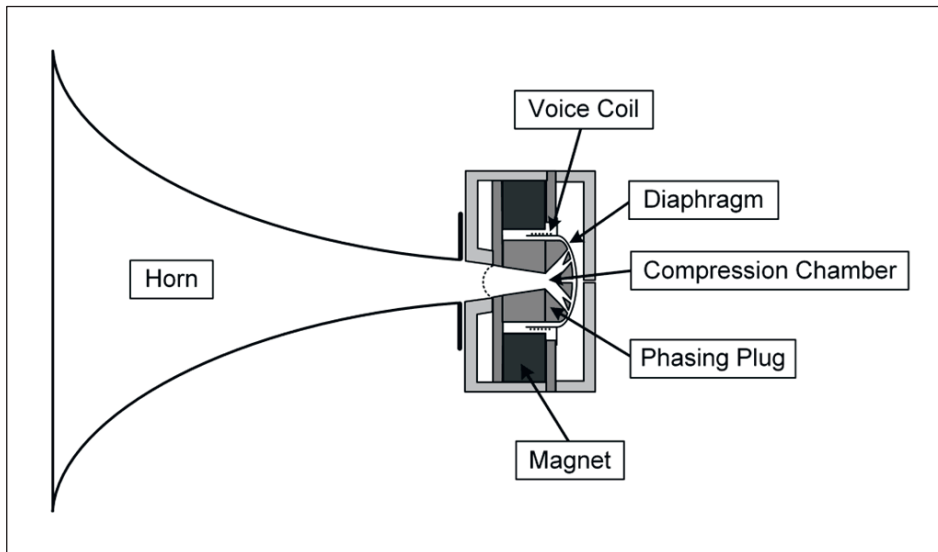 Voice Coil
Diaphragm
Horn
Compression Chamber
Phasing Plug
Magnet